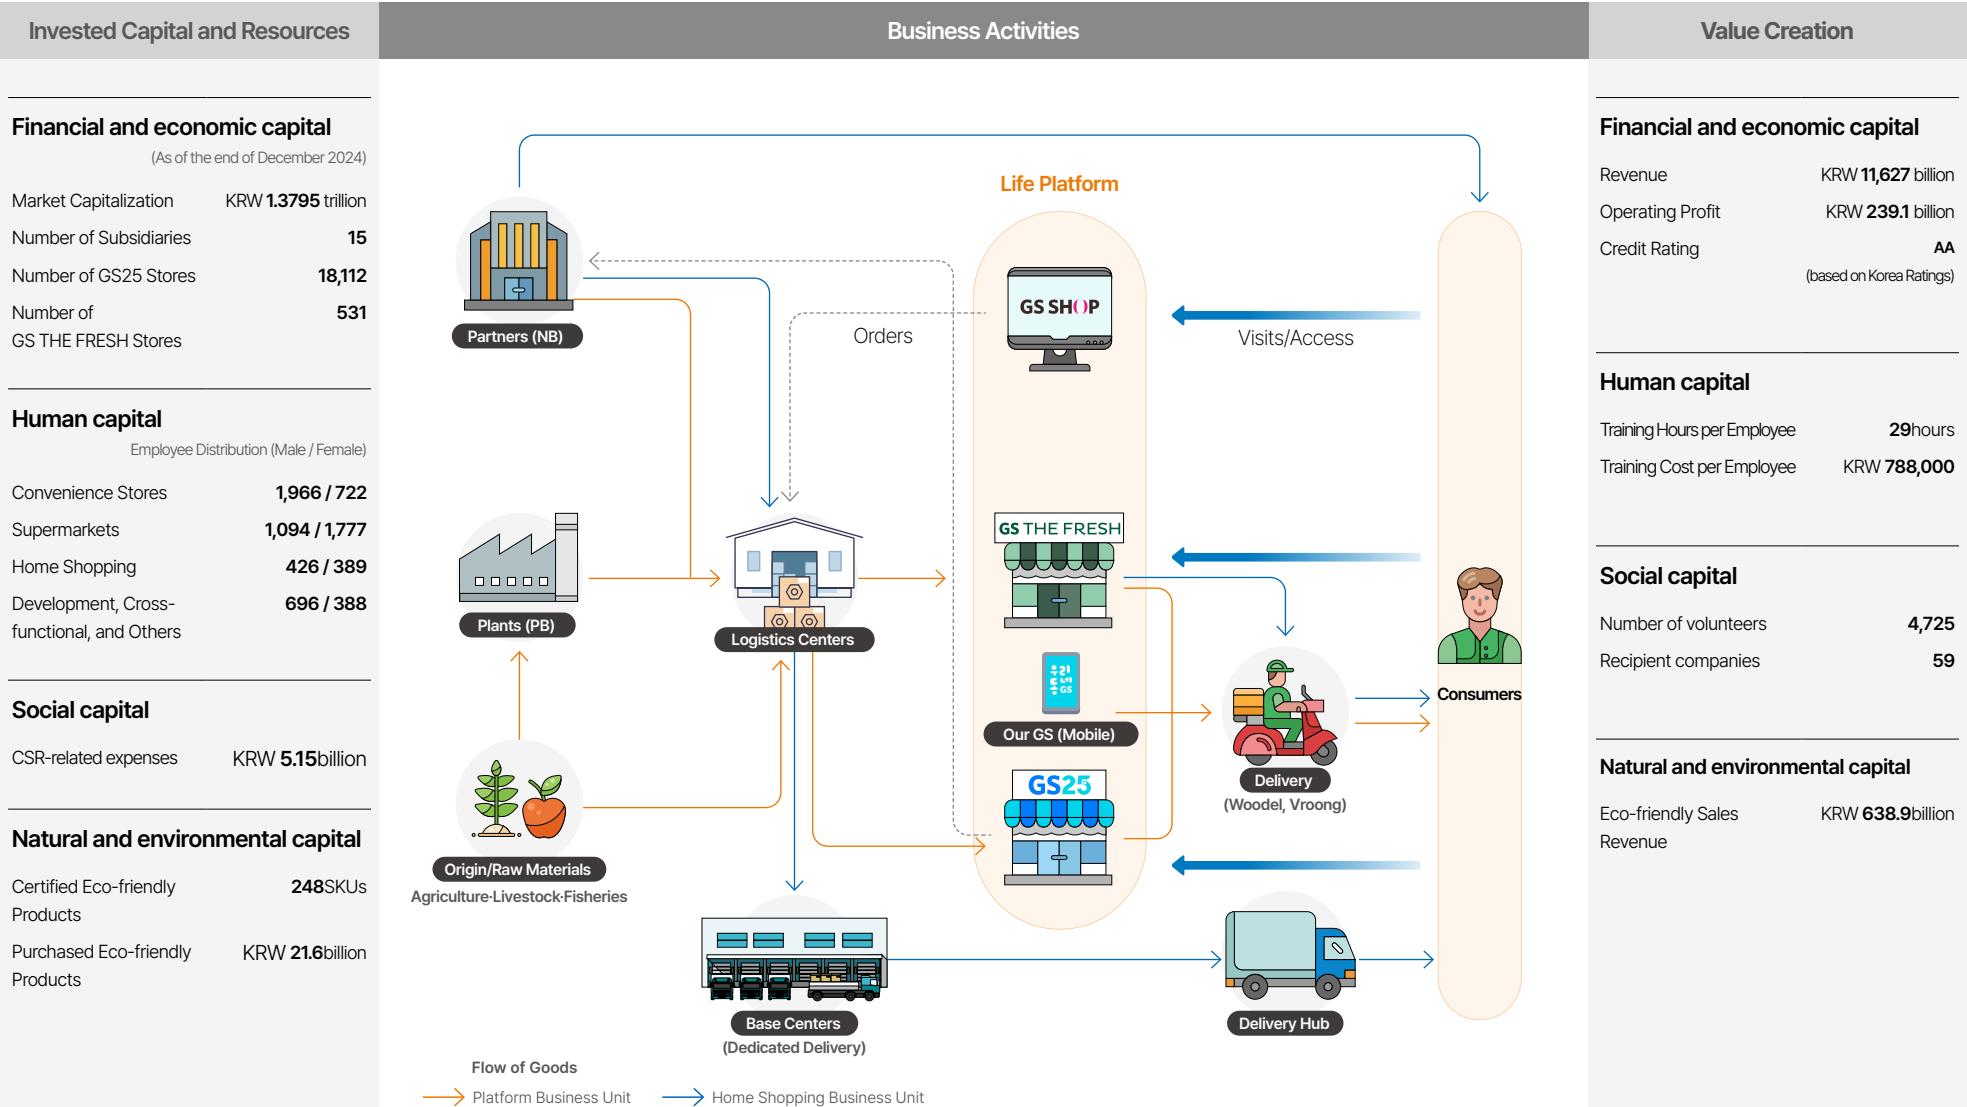 Invested Capital and Resources
Business Activities
Value Creation
Financial and economic capital
(As of the end of December 2024)
Market Capitalization KRW 1.3795 trillion
Number of Subsidiaries 15
Number of GS25 Stores 18,112
Number of 531
GS THE FRESH Stores
Human capital
Employee Distribution (Male / Female)
Convenience Stores 1,966 / 722
Supermarkets 1,094 / 1,777
Home Shopping 426 / 389
Development, Cross- 696 / 388
functional, and Others
Social capital
CSR-related expenses KRW 5.15billion
Natural and environmental capital
Certified Eco-friendly 248SKUs
Products
Purchased Eco-friendly KRW 21.6billion
Products
Life Platform
GS SHOP
Partners (NB)
Orders
Visits/Access
GS THE FRESH
Plants (PB)
Logistics Centers
Our GS (Mobile)
Consumers
GS25
Delivery
(Woodel, Vroong)
Origin/Raw Materials
Agriculture·Livestock·Fisheries
Base Centers
(Dedicated Delivery)
Delivery Hub
Flow of Goods
Platform Business Unit
Home Shopping Business Unit
Financial and economic capital
Revenue KRW 11,627 billion
Operating Profit KRW 239.1 billion
Credit Rating AA
(based on Korea Ratings)
Human capital
Training Hours per Employee 29hours
Training Cost per Employee KRW 788,000
Social capital
Number of volunteers 4,725
Recipient companies 59
Natural and environmental capital
Eco-friendly Sales KRW 638.9billion
Revenue